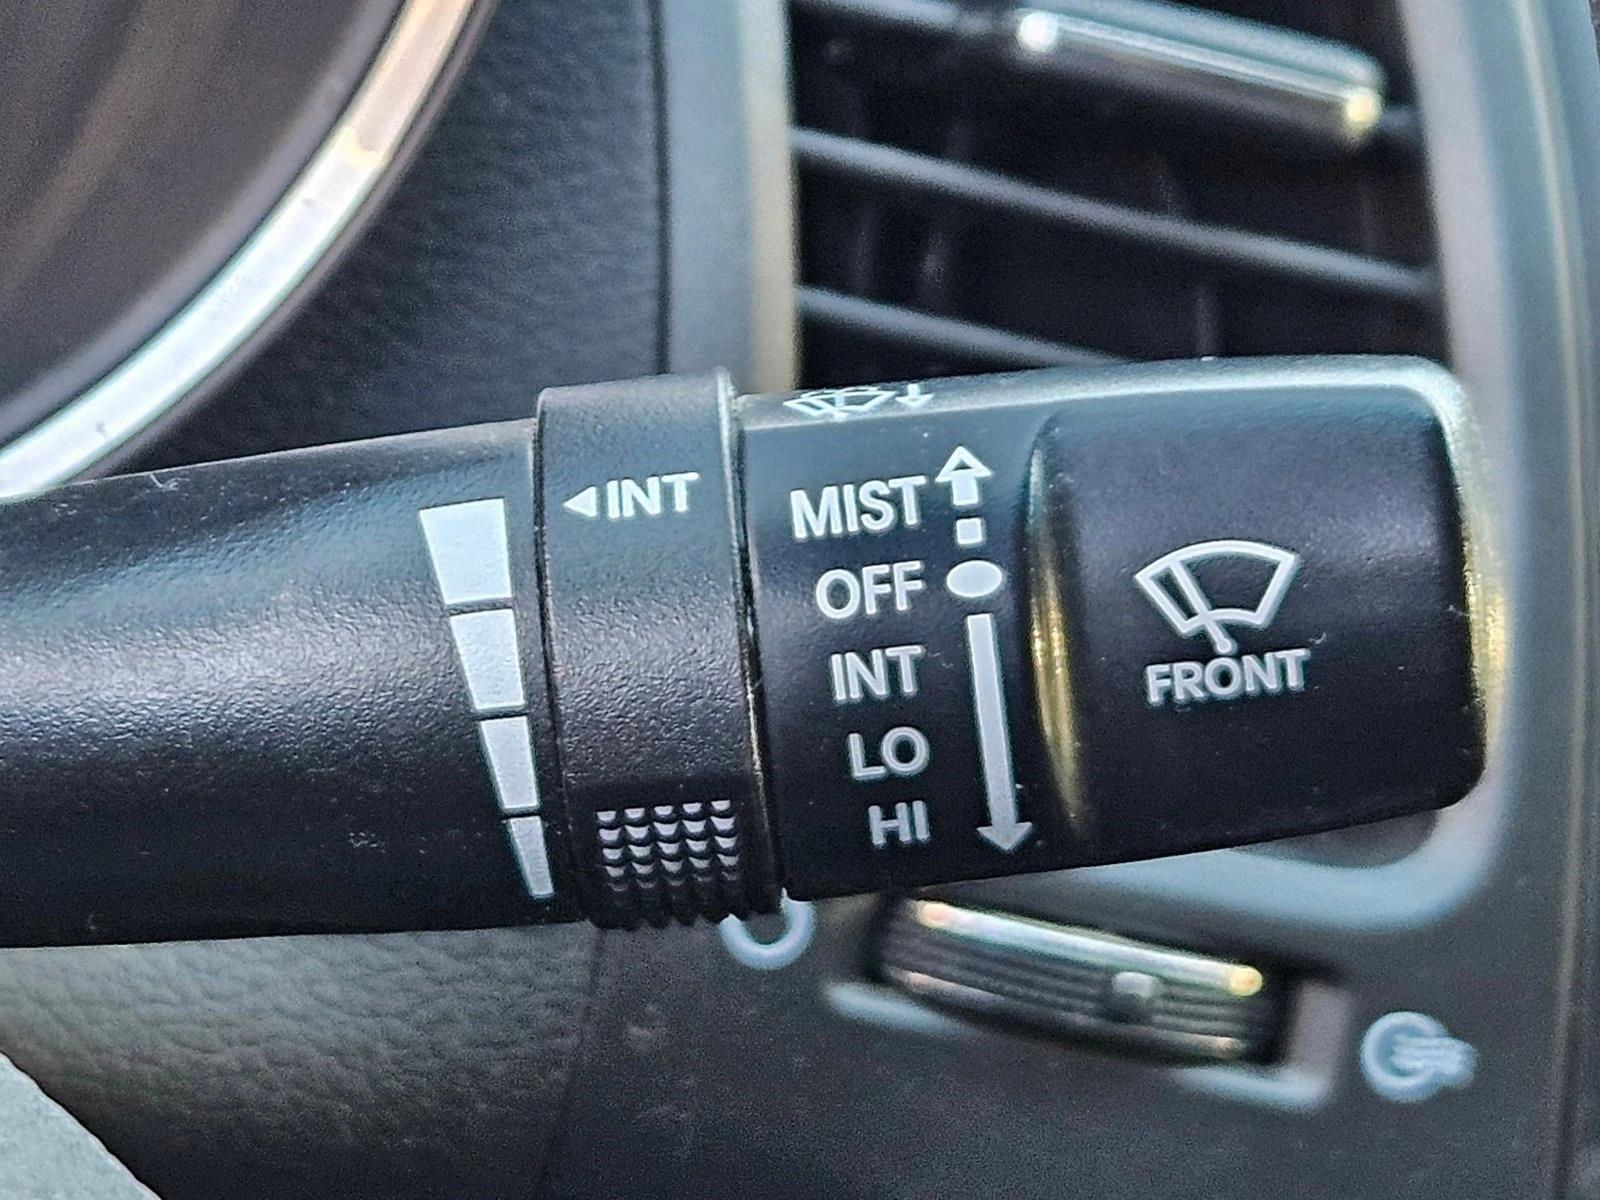 INT
MIST
OFF
INT
LO
HI
FRONT